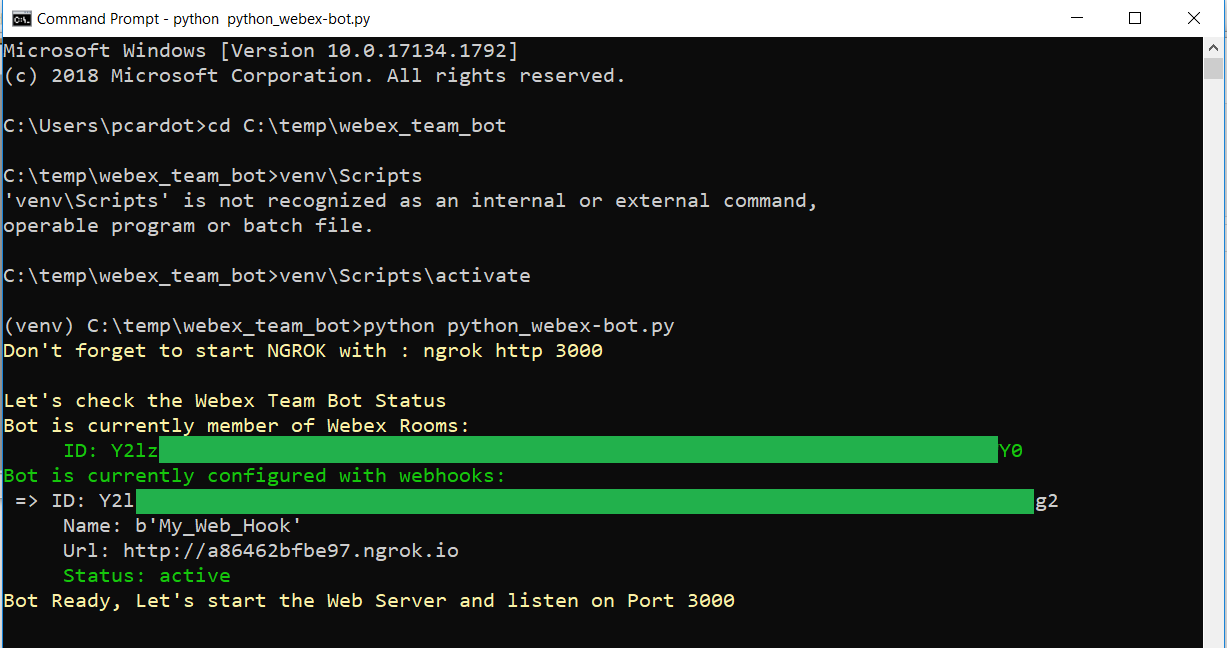 Command Prompt - python  python_webex-bot.py
Microsoft Windows [Version 10.0.17134.1792]
(c) 2018 Microsoft Corporation. All rights reserved.
C:\Users\pcardot>cd C:\temp\webex_team_bot
C:\temp\webex_team_bot>venv\Scripts
'venv\Scripts' is not recognized as an internal or external command,
operable program or batch file.
C:\temp\webex_team_bot>venv\Scripts\activate
(venv) C:\temp\webex_team_bot>python python_webex-bot.py
Don't forget to start NGROK with : ngrok http 3000
Let's check the Webex Team Bot Status
Bot is currently member of Webex Rooms:
ID: Y2lz Y0
Bot is currently configured with webhooks:
=> ID: Y2l g2
Name: b'My_Web_Hook'
Url: http://a86462bfbe97.ngrok.io
Status: active
Bot Ready, Let's start the Web Server and listen on Port 3000